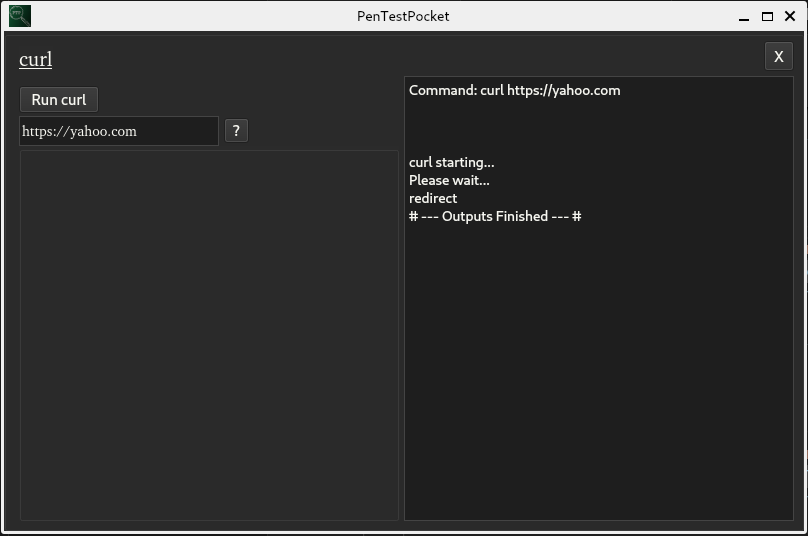 PenTestPocket
curl
X
Run curl
https://yahoo.com
?
Command: curl https://yahoo.com
curl starting...
Please wait...
redirect
# --- Outputs Finished --- #